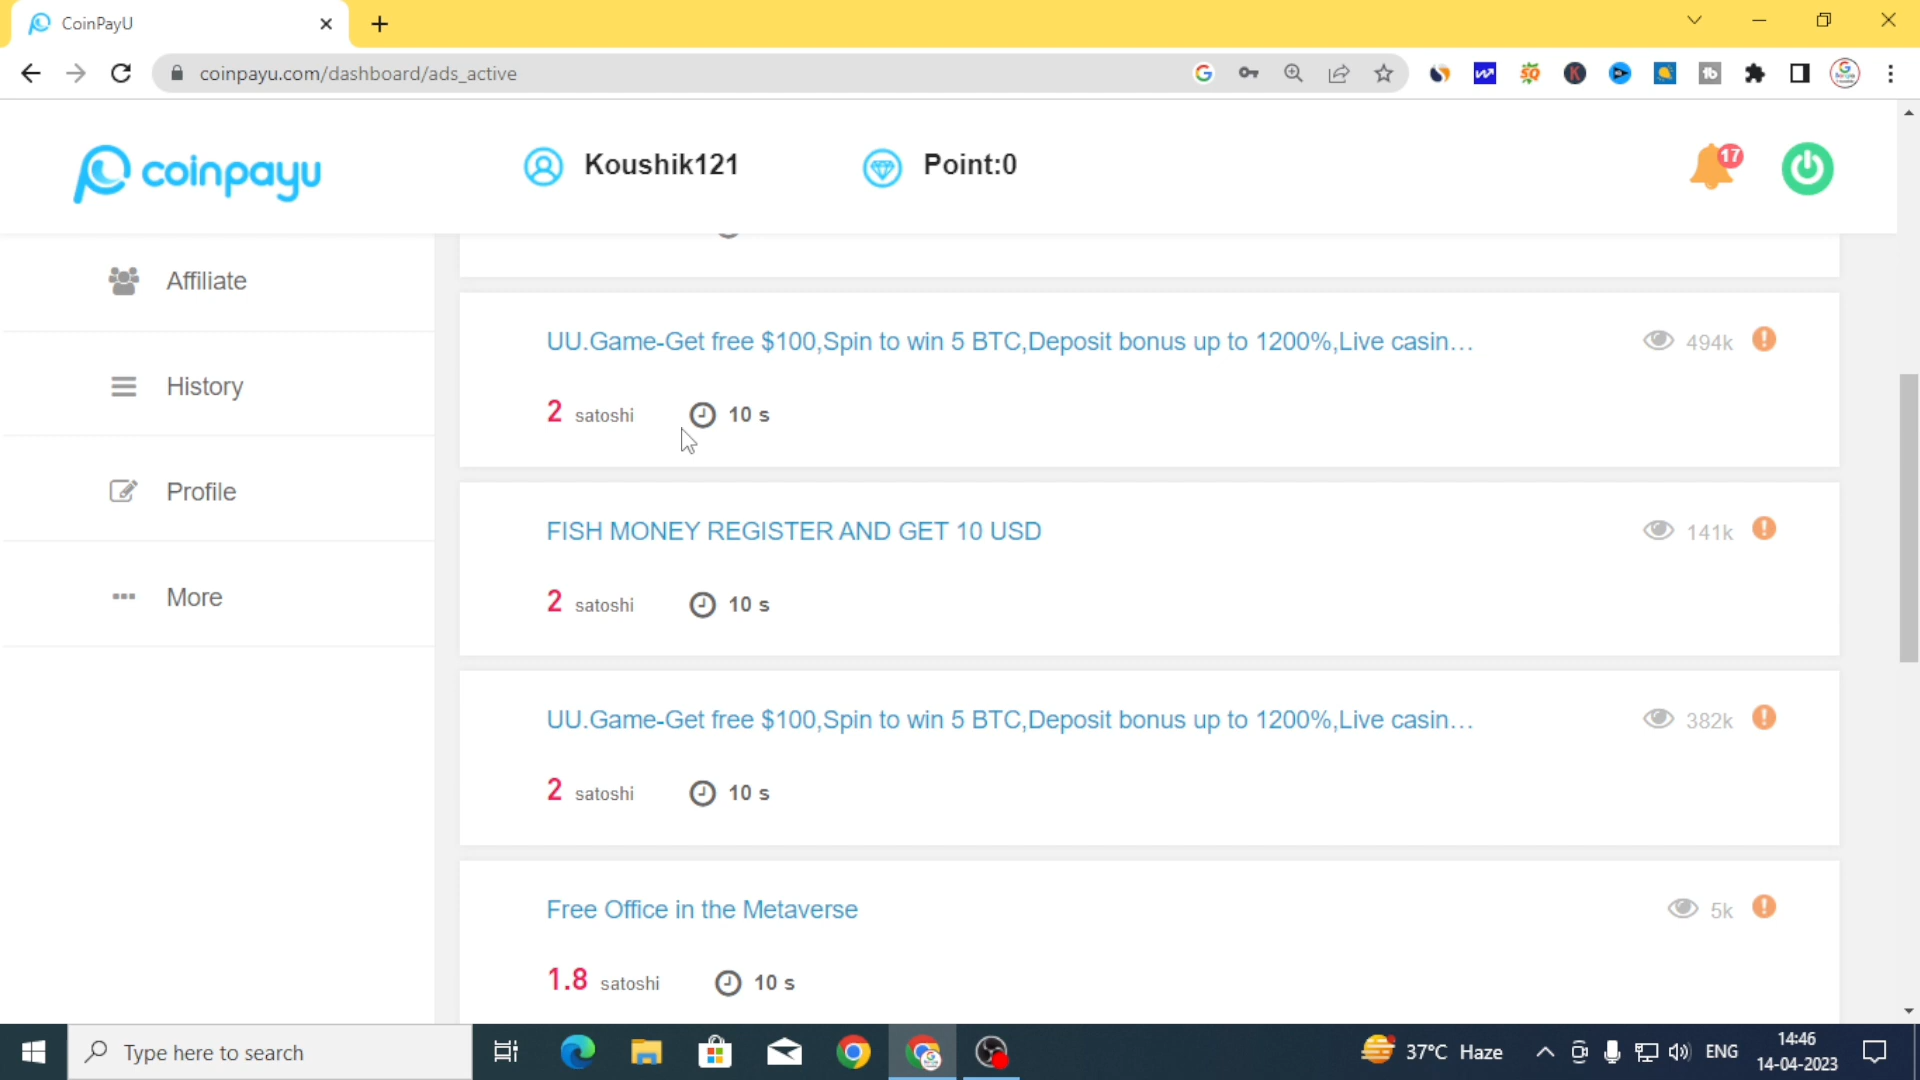 CoinPayU
coinpayu.com/dashboard/ads_active
coinpayu
Koushik121
Point:0
17
Affiliate
History
Profile
More
UU.Game-Get free $100,Spin to win 5 BTC,Deposit bonus up to 1200%,Live casin...
494k
2 satoshi 10 s
FISH MONEY REGISTER AND GET 10 USD
141k
2 satoshi 10 s
UU.Game-Get free $100,Spin to win 5 BTC,Deposit bonus up to 1200%,Live casin...
382k
2 satoshi 10 s
Free Office in the Metaverse
5k
1.8 satoshi 10 s
Type here to search
37°C Haze
ENG
14:46
14-04-2023